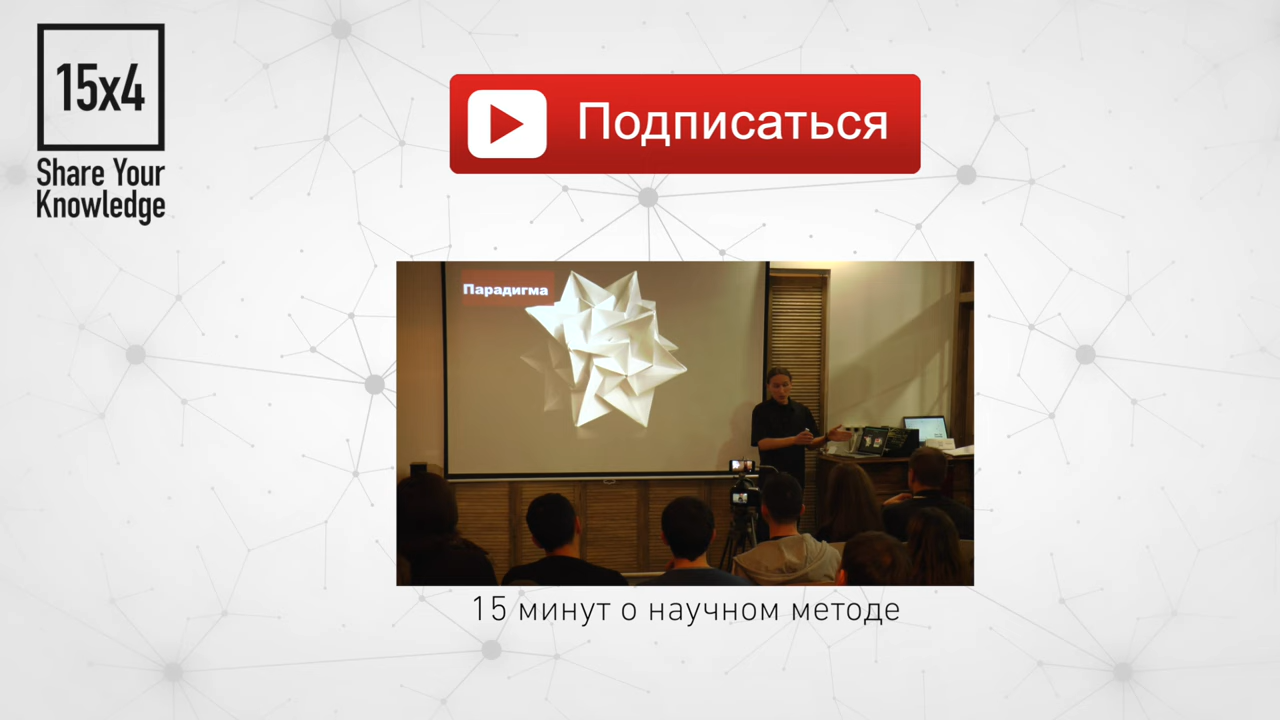 15x4
Share Your
Knowledge
Подписаться
Парадигма
15 минут о научном методе